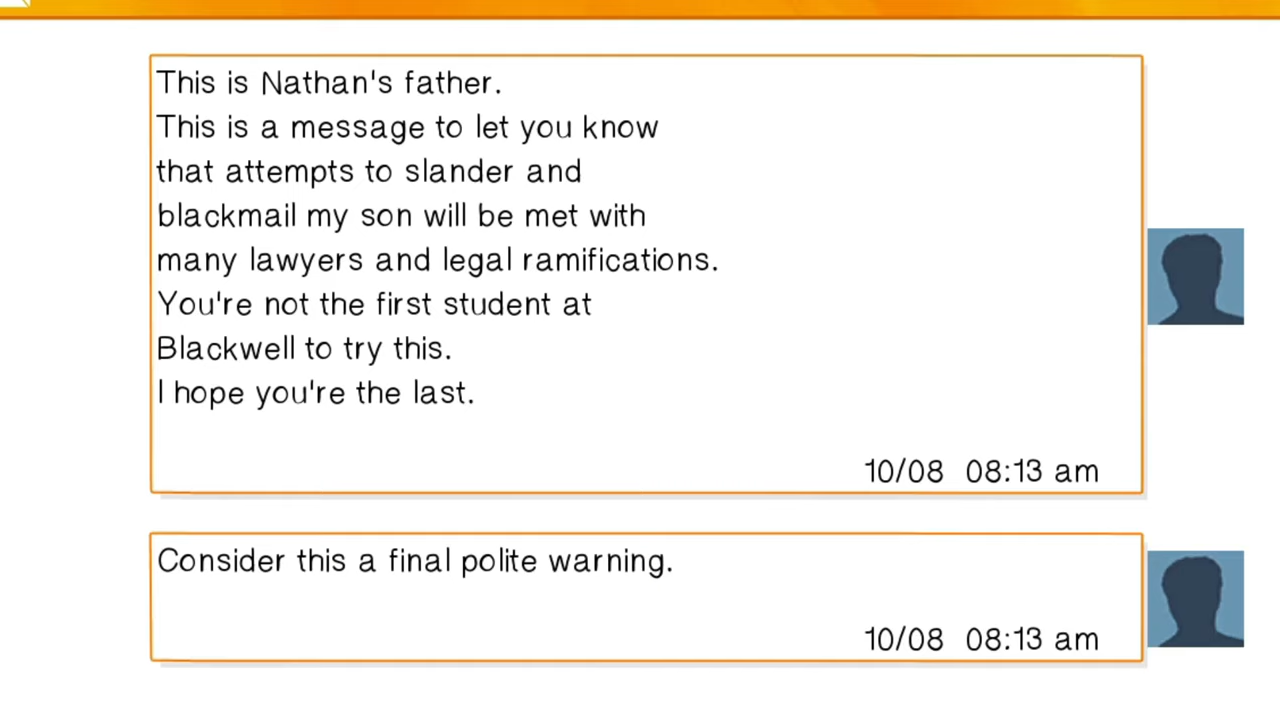 This is Nathan's father.
This is a message to let you know
that attempts to slander and
blackmail my son will be met with
many lawyers and legal ramifications.
You're not the first student at
Blackwell to try this.
I hope you're the last.
10/08 08:13 am
Consider this a final polite warning.
10/08 08:13 am